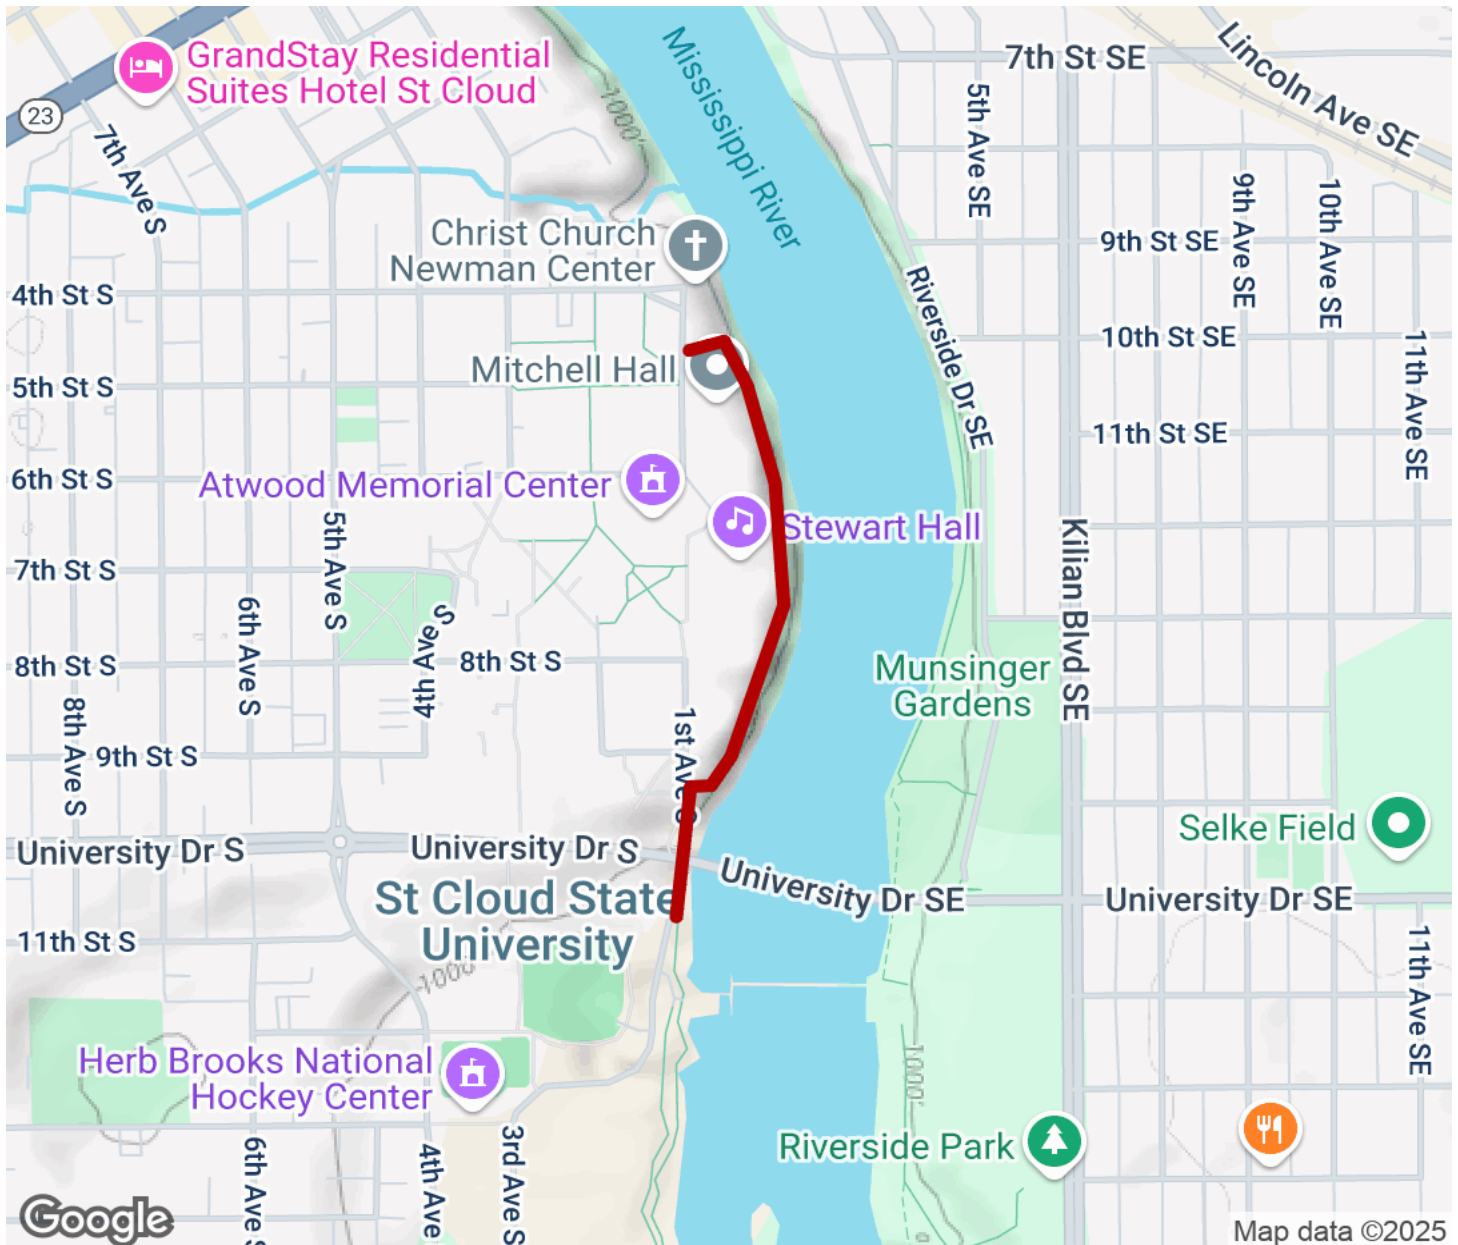 GrandStay Residential
Suites Hotel St Cloud
23
7th Ave S
1000'
Mississippi River
7th St SE
Lincoln Ave SE
5th Ave SE
9th Ave SE
10th Ave SE
Christ Church
Newman Center
9th St SE
4th St S
Riverside Dr SE
10th St SE
11th Ave SE
Mitchell Hall
5th St S
11th St SE
6th St S
Atwood Memorial Center
Stewart Hall
5th Ave S
Kilian Blvd SE
7th St S
6th Ave S
4th Ave S
8th St S
8th St S
Munsinger
Gardens
8th Ave S
1st Ave S
9th St S
Selke Field
University Dr S
University Dr S
University Dr SE
University Dr SE
St Cloud State
University
11th St S
1000'
11th Ave SE
Herb Brooks National
Hockey Center
1000'
Riverside Park
6th Ave S
4th Ave
3rd Ave S
Google
Map data ©2025